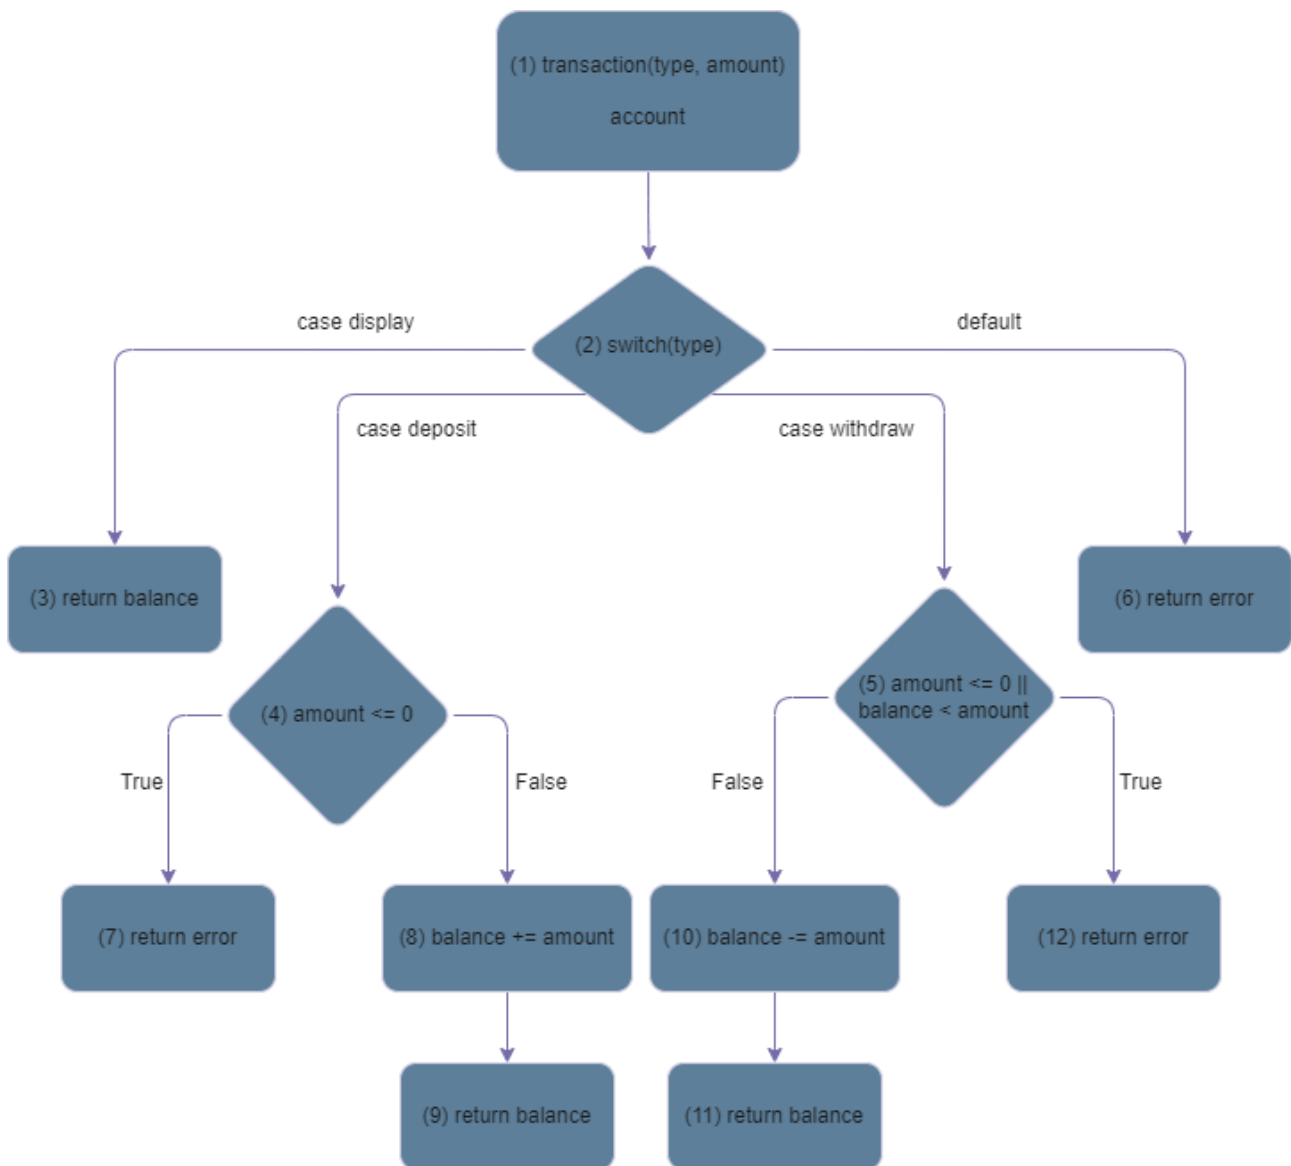 (1) transaction(type, amount)
account
case display
default
(2) switch(type)
case deposit
case withdraw
(3) return balance
(6) return error
(4) amount <= 0
(5) amount <= 0 ||
balance < amount
True
False
False
True
(7) return error
(8) balance += amount
(10) balance -= amount
(12) return error
(9) return balance
(11) return balance